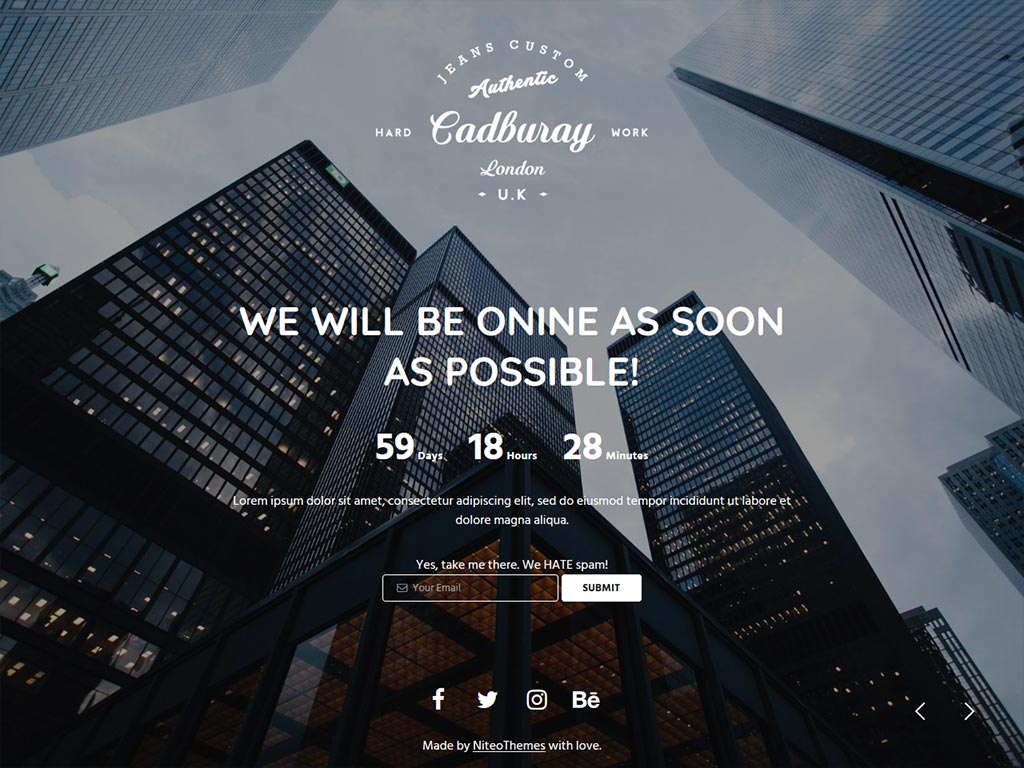 JEANS CUSTOM
Authentic
HARD Cadburay WORK
London
U.K
WE WILL BE ONINE AS SOON
AS POSSIBLE!
59 Days 18 Hours 28 Minutes
Lorem ipsum dolor sit amet, consectetur adipiscing elit, sed do eiusmod tempor incididunt ut labore et
dolore magna aliqua.
Yes, take me there. We HATE spam!
Your Email SUBMIT
Bē
Made by NiteoThemes with love.